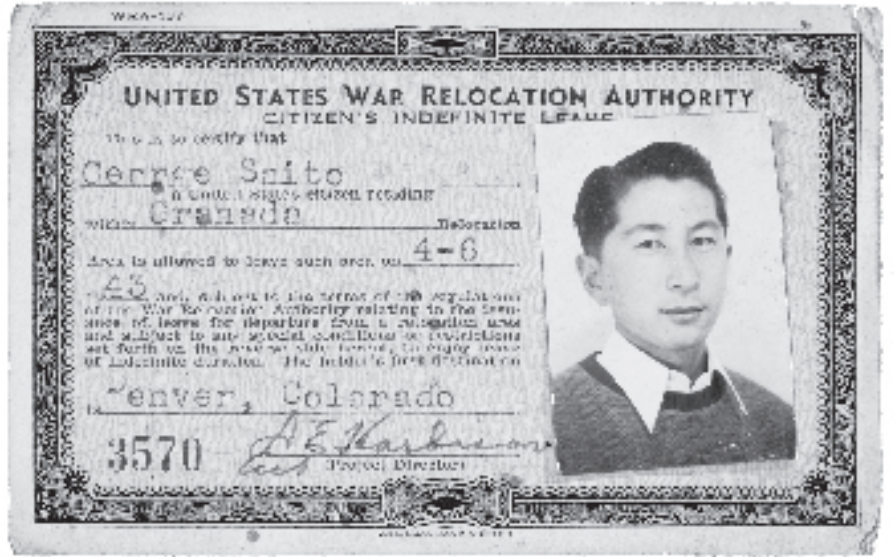 WRA-137
UNITED STATES WAR RELOCATION AUTHORITY
CITIZEN'S INDEFINITE LEAVE
This is to certify that
George Saito
a United States citizen residing
within Granada Relocation
Area is allowed to leave such area on 4-6
43 and, subject to the terms of the regulations
of the War Relocation Authority relating to the issu-
ance of leave for departure from a relocation area
and subject to any special conditions or restrictions
set forth on the reverse side hereof, to enjoy leave
of indefinite duration. The holder's first destination
is Denver, Colorado
3570
Project Director